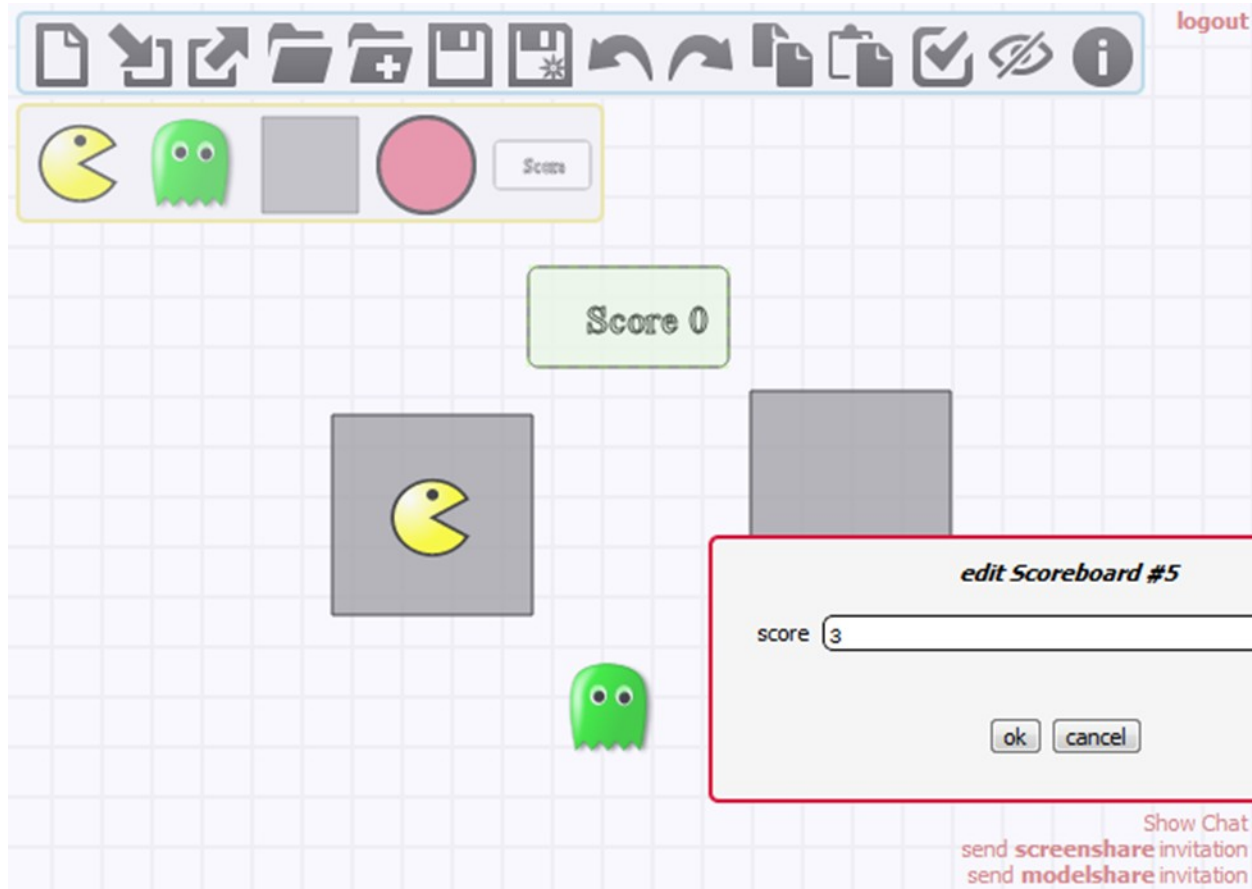 logout
Score
Score 0
edit Scoreboard #5
score 3
ok cancel
Show Chat
send screenshare invitation
send modelshare invitation